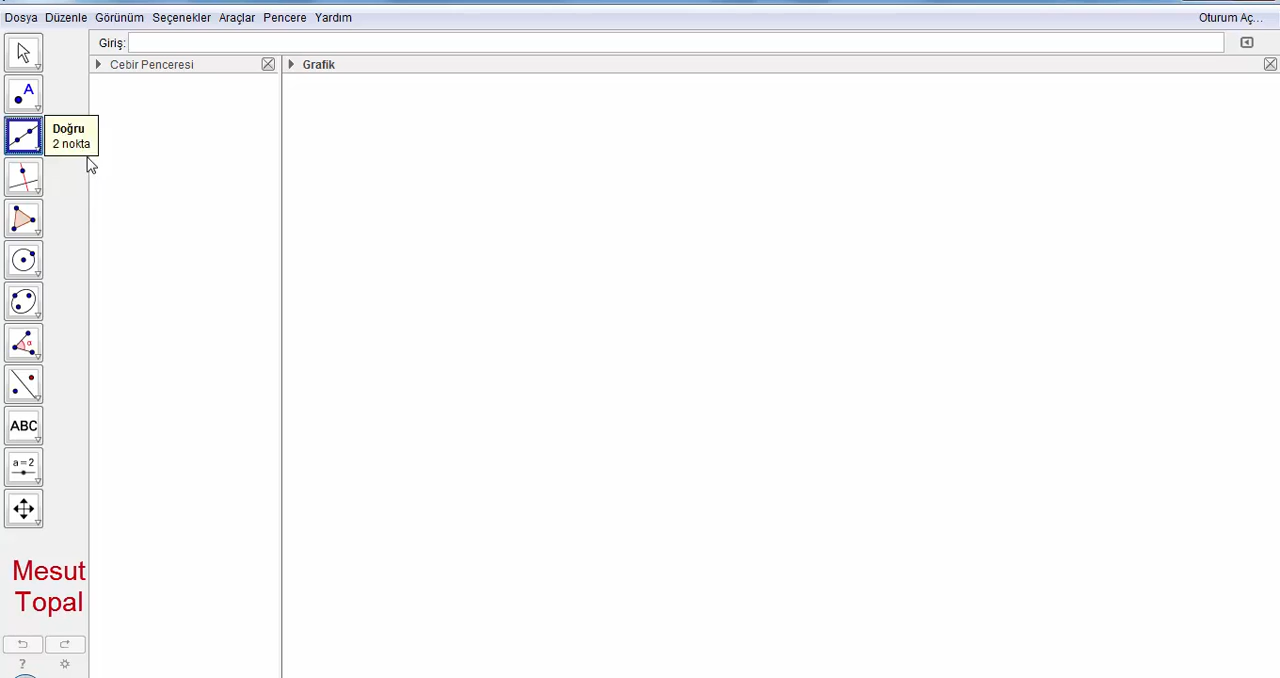 Dosya Düzenle Görünüm Seçenekler Araçlar Pencere Yardım Oturum Aç...
Giriş:
Cebir Penceresi
Grafik
A
Doğru
2 nokta
α
ABC
a=2
Mesut
Topal
?